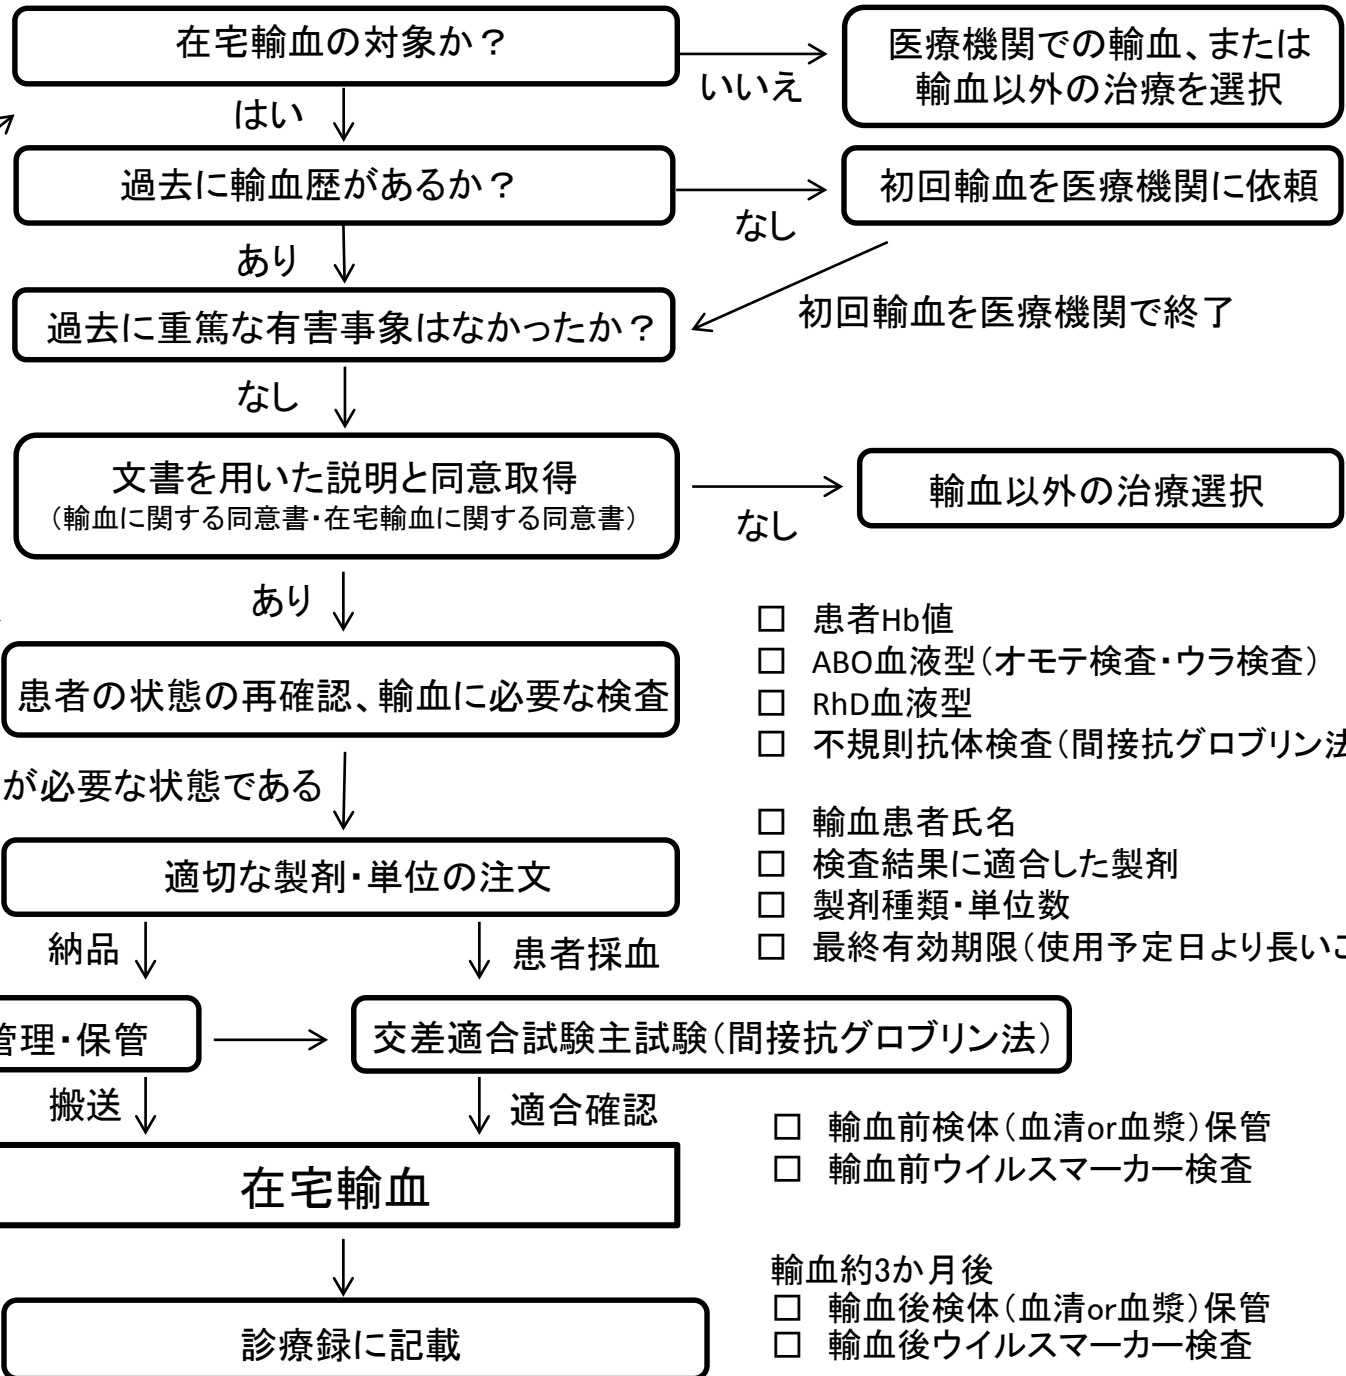 在宅輸血の対象か？
いいえ
医療機関での輸血、または
輸血以外の治療を選択
はい
過去に輸血歴があるか？
なし
初回輸血を医療機関に依頼
あり
初回輸血を医療機関で終了
過去に重篤な有害事象はなかったか？
なし
文書を用いた説明と同意取得
（輸血に関する同意書・在宅輸血に関する同意書）
なし
輸血以外の治療選択
あり
患者の状態の再確認、輸血に必要な検査
□ 患者Hb値
□ ABO血液型（オモテ検査・ウラ検査）
□ RhD血液型
□ 不規則抗体検査（間接抗グロブリン法
が必要な状態である
適切な製剤・単位の注文
□ 輸血患者氏名
□ 検査結果に適合した製剤
□ 製剤種類・単位数
□ 最終有効期限（使用予定日より長いこ
納品
患者採血
管理・保管
交差適合試験主試験（間接抗グロブリン法）
搬送
適合確認
□ 輸血前検体（血清or血漿）保管
□ 輸血前ウイルスマーカー検査
在宅輸血
輸血約3か月後
□ 輸血後検体（血清or血漿）保管
□ 輸血後ウイルスマーカー検査
診療録に記載